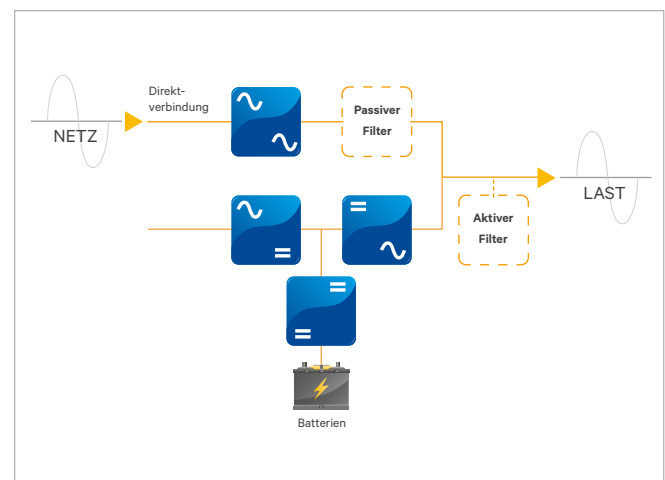 Direkt-
verbindung
NETZ
Passiver
Filter
LAST
Aktiver
Filter
Batterien